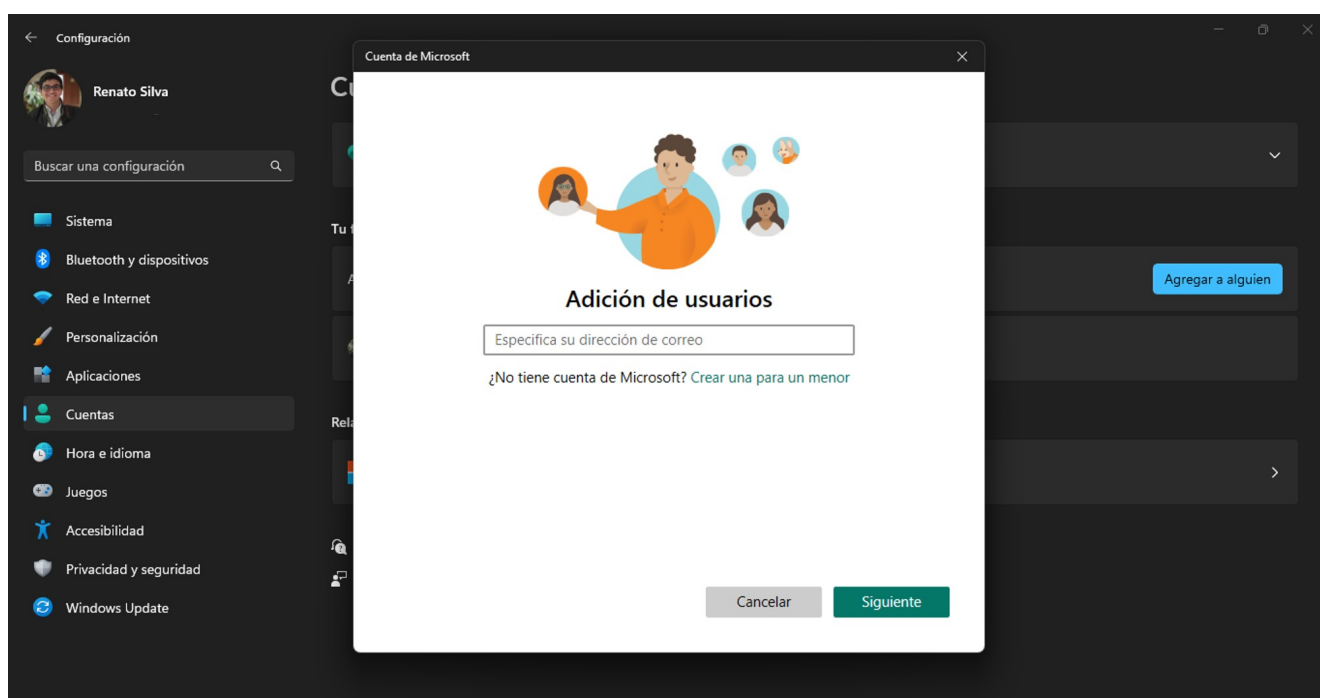 Configuración
Renato Silva
Buscar una configuración
Sistema
Bluetooth y dispositivos
Red e Internet
Personalización
Aplicaciones
Cuentas
Hora e idioma
Juegos
Accesibilidad
Privacidad y seguridad
Windows Update
Cuenta de Microsoft
Adición de usuarios
Especifica su dirección de correo
¿No tiene cuenta de Microsoft? Crear una para un menor
Cancelar
Siguiente
Tu
Agregar a alguien